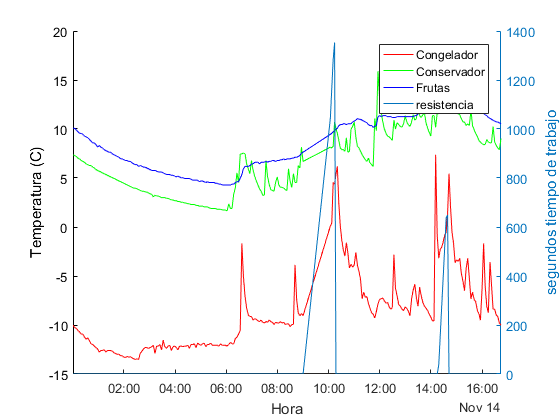 20
15
10
5
0
-5
-10
-15
Temperatura (C)
1400
1200
1000
800
600
400
200
0
segundos tiempo de trabajo
Congelador
Conservador
Frutas
resistencia
02:00 04:00 06:00 08:00 10:00 12:00 14:00 16:00
Hora
Nov 14